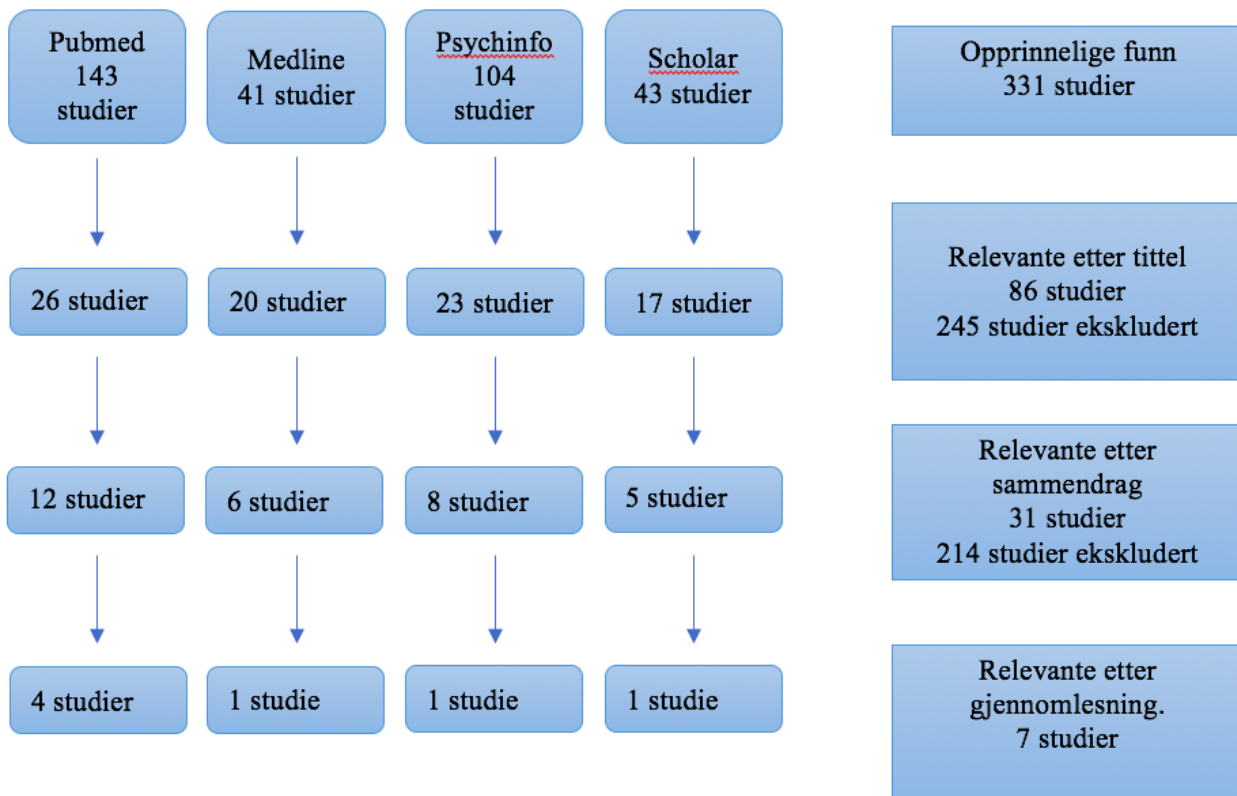 Pubmed
143
studier
Medline
41 studier
Psychinfo
104
studier
Scholar
43 studier
Opprinnelige funn
331 studier
26 studier
20 studier
23 studier
17 studier
Relevante etter tittel
86 studier
245 studier ekskludert
12 studier
6 studier
8 studier
5 studier
Relevante etter
sammendrag
31 studier
214 studier ekskludert
4 studier
1 studie
1 studie
1 studie
Relevante etter
gjennomlesning.
7 studier